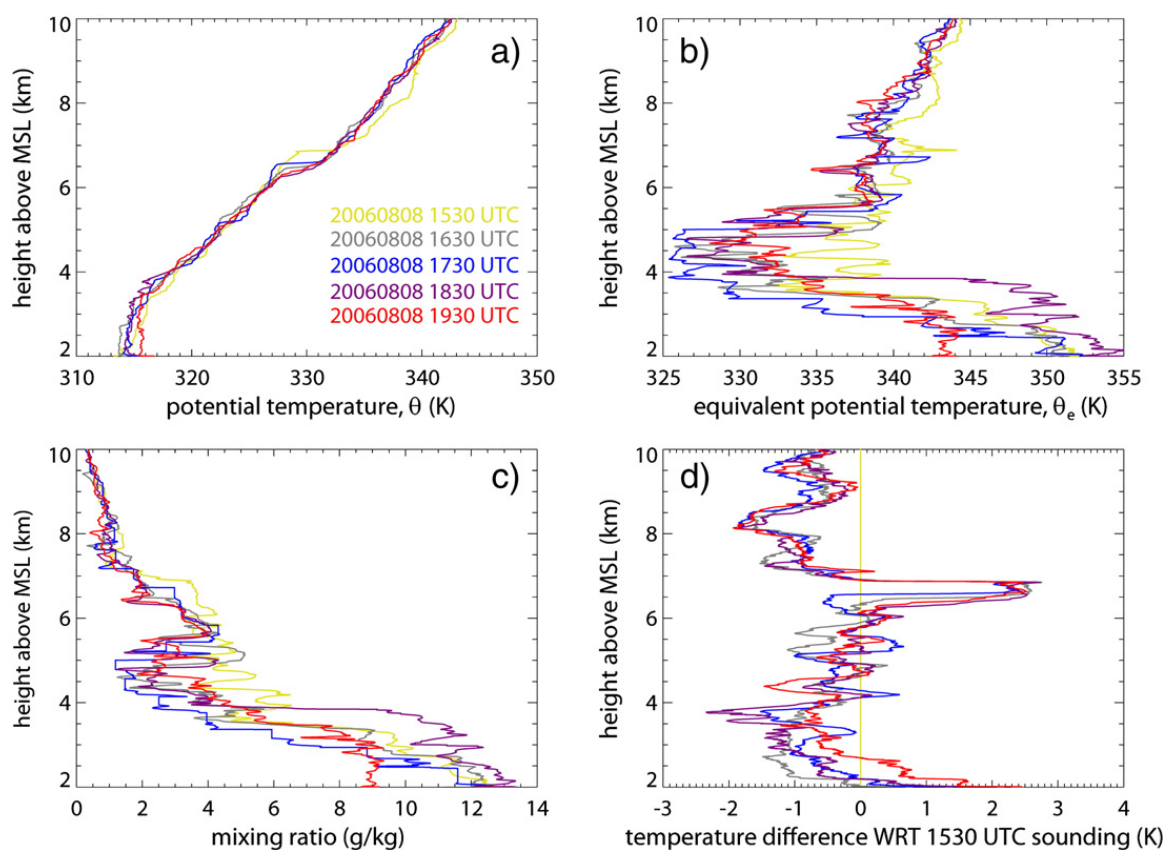 a)
10
8
6
4
2
height above MSL (km)
20060808 1530 UTC
20060808 1630 UTC
20060808 1730 UTC
20060808 1830 UTC
20060808 1930 UTC
310 320 330 340 350
potential temperature, θ (K)
b)
10
8
6
4
2
height above MSL (km)
325 330 335 340 345 350 355
equivalent potential temperature, θe (K)
c)
10
8
6
4
2
height above MSL (km)
0 2 4 6 8 10 12 14
mixing ratio (g/kg)
d)
10
8
6
4
2
height above MSL (km)
-3 -2 -1 0 1 2 3 4
temperature difference WRT 1530 UTC sounding (K)